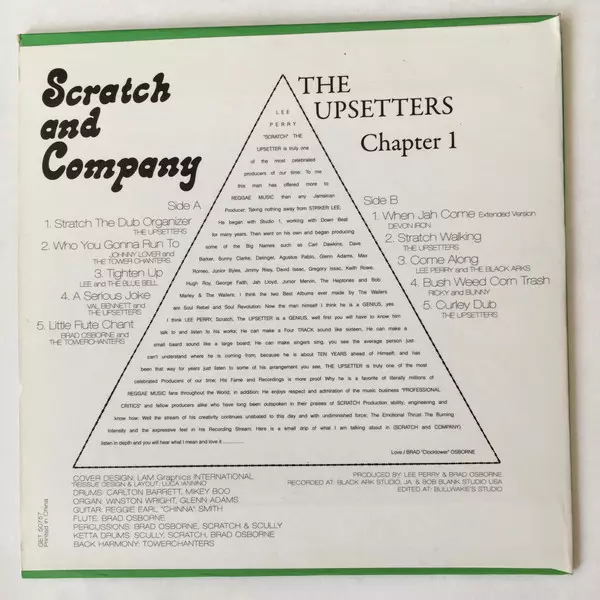 Scratch
and
Company
THE
UPSETTERS
Chapter 1
Side A
1. Stratch The Dub Organizer
THE UPSETTERS
2. Who You Gonna Run To
JOHNNY LOVER and
THE TOWER CHANTERS
3. Tighten Up
LEE and THE BLUE BELL
4. A Serious Joke
VAL BENNETT and
THE UPSETTERS
5. Little Flute Chant
BRAD OSBORNE and
THE TOWERCHANTERS
LEE
PERRY
"SCRATCH" THE
UPSETTER is truly one
of the most celebrated
producers of our time. To me
this man has offered more to
REGGAE MUSIC than any Jamaican
Producer; Taking nothing away from STRIKER LEE.
He began with Studio 1, working with Down Beat
for many years. Then went on his own and began producing
some of the Big Names such as Carl Dawkins, Dave
Barker, Bunny Clarke, Delinger, Agustus Pablo, Glenn Adams, Max
Romeo, Junior Byles, Jimmy Riley, David Isaac, Gregory Isaac, Keith Rowe,
Hugh Roy, George Faith, Jah Lloyd, Junior Mervin, The Heptones and Bob
Marley & The Wailers; I think the two Best Albums ever made by The Wailers
are Soul Rebel and Soul Revolution. Now the man himself I think he is a GENIUS, yes
I think LEE PERRY, Scratch, The UPSETTER is a GENIUS, well first you will have to know him
talk to and listen to his works; He can make a Four TRACK sound like sixteen, He can make a
small board sound like a large board; He can make singers sing, you see the average person just
can't understand where he is coming from; because he is about TEN YEARS ahead of Himself, and has
been that way for years just listen to some of his arrangement you see. THE UPSETTER is truly one of the most
celebrated Producers of our time; His Fame and Recordings is more proof Why he is a favorite of literally millions of
REGGAE MUSIC fans throughout the World, in addition; He enjoys respect and admiration of the music business "PROFESSIONAL
CRITICS" and fellow producers alike who have long been outspoken in their praises of SCRATCH Production ability, engineering and
know how: Well the stream of his creativity continues unabated to this day and with undiminished force; The Emotional Thrust The Burning
Intensity and the expressive feel in his Recording Stream. Here is a small drip of what I am talking about in (SCRATCH and COMPANY)
listen in depth and you will hear what I mean and love it..............
Love / BRAD "Clocktower" OSBORNE
Side B
1. When Jah Come Extended Version
DEVON IRON
2. Stratch Walking
THE UPSETTERS
3. Come Along
LEE PERRY and THE BLACK ARKS
4. Bush Weed Corn Trash
RICKY and BUNNY
5. Curley Dub
THE UPSETTERS
COVER DESIGN: LAM Graphics INTERNATIONAL
REISSUE DESIGN & LAYOUT, LUCA IANNINO
DRUMS: CARLTON BARRETT, MIKEY BOO
ORGAN: WINSTON WRIGHT, GLENN ADAMS
GUITAR: REGGIE EARL "CHINNA" SMITH
FLUTE: BRAD OSBORNE
PERCUSSIONS: BRAD OSBORNE, SCRATCH & SCULLY
KETTA DRUMS: SCULLY, SCRATCH, BRAD OSBORNE
BACK HARMONY: TOWERCHANTERS
PRODUCED BY: LEE PERRY & BRAD OSBORNE
RECORDED AT: BLACK ARK STUDIO, JA. & BOB BLANK STUDIO USA
EDITED AT: BULLWAKIE'S STUDIO
GET 50757
Printed in China